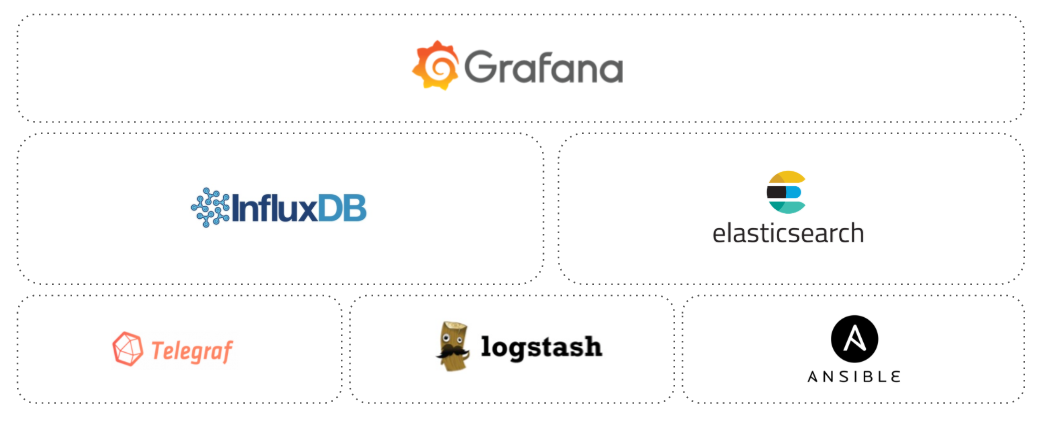 Grafana
InfluxDB
elasticsearch
Telegraf
logstash
ANSIBLE